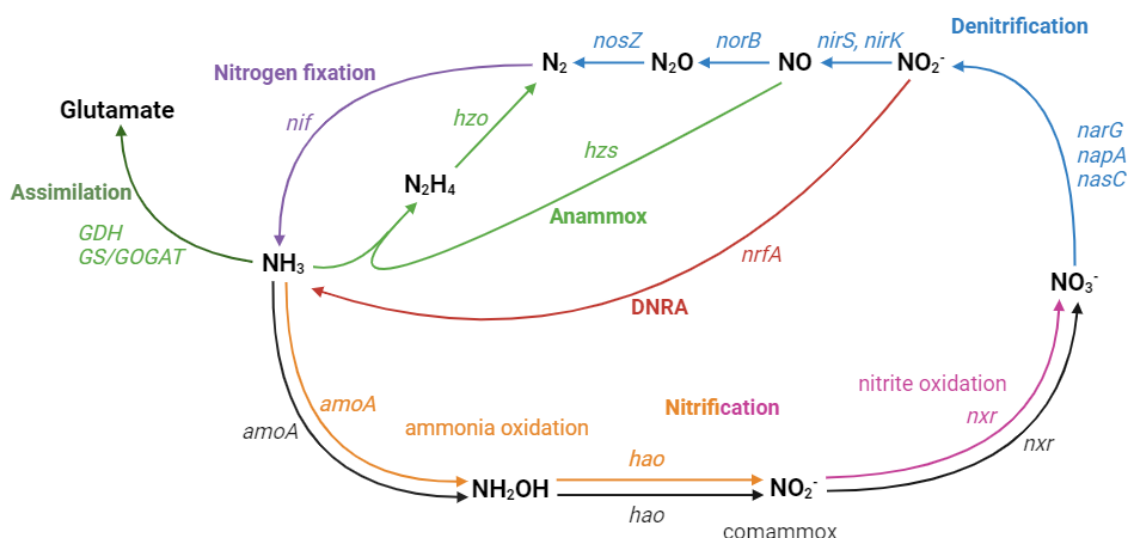 Denitrification
nosZ
norB
nirS, nirK
N₂
N₂O
NO
NO₂⁻
Nitrogen fixation
Glutamate
nif
hzo
hzs
narG
napA
nasC
N₂H₄
Assimilation
Anammox
GDH
GS/GOGAT
nrfA
NH₃
NO₃⁻
DNRA
nitrite oxidation
amoA
Nitrification
nxr
amoA
ammonia oxidation
nxr
hao
NH₂OH
NO₂⁻
hao
comammox